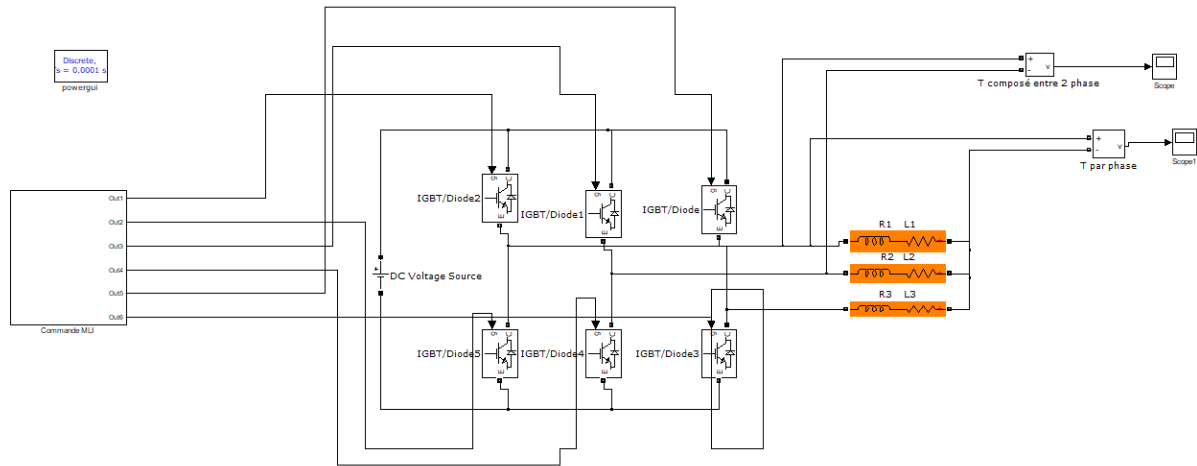 Discrete,
s = 0.0001 s
powergui
T composé entre 2 phase
+
-
v
Scope
+
-
v
T par phase
Scope1
Out1
Out2
Out3
Out4
Out5
Out6
Commande MLI
IGBT/Diode2
g
C
E
IGBT/Diode1
g
C
E
IGBT/Diode
g
C
E
+
DC Voltage Source
R1 L1
R2 L2
R3 L3
IGBT/Diode5
g
C
E
IGBT/Diode4
g
C
E
IGBT/Diode3
g
C
E